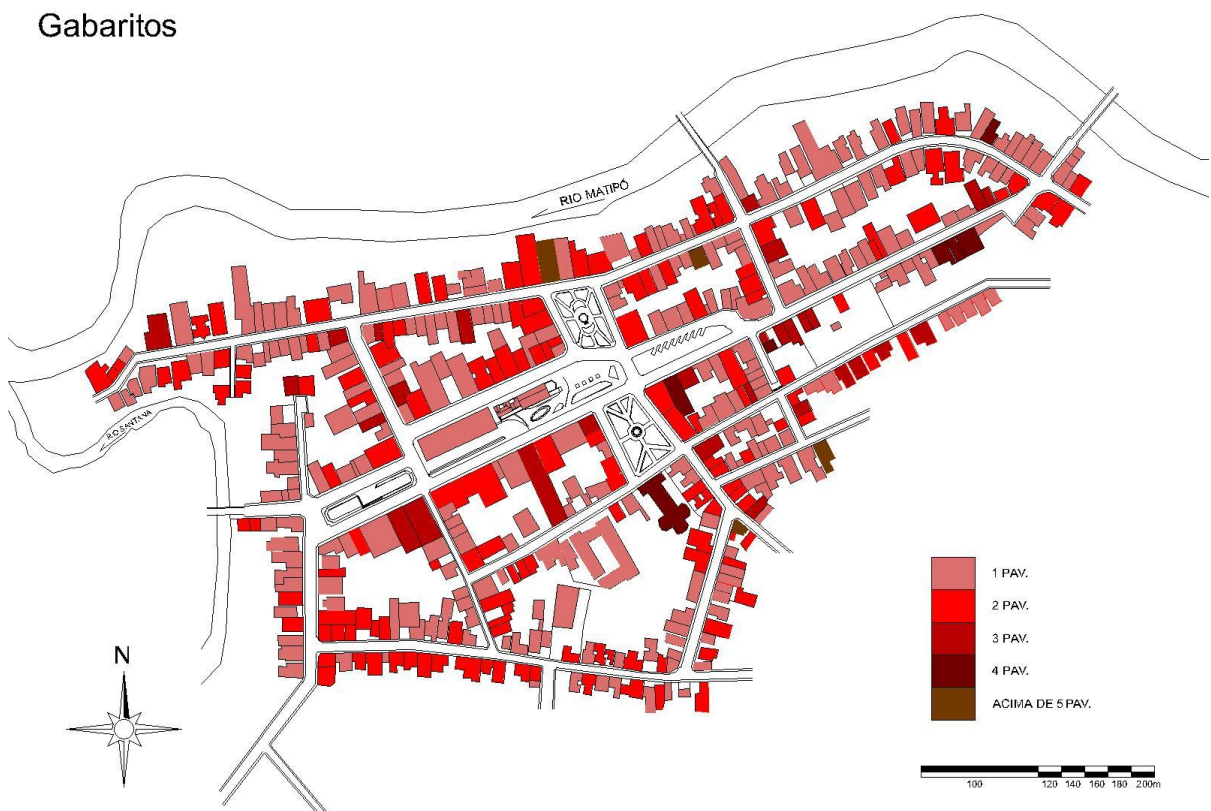 Gabaritos
RIO MATIPÓ
RIO SANTANA
1 PAV.
2 PAV.
3 PAV.
4 PAV.
ACIMA DE 5 PAV.
N
100 120 140 160 200m